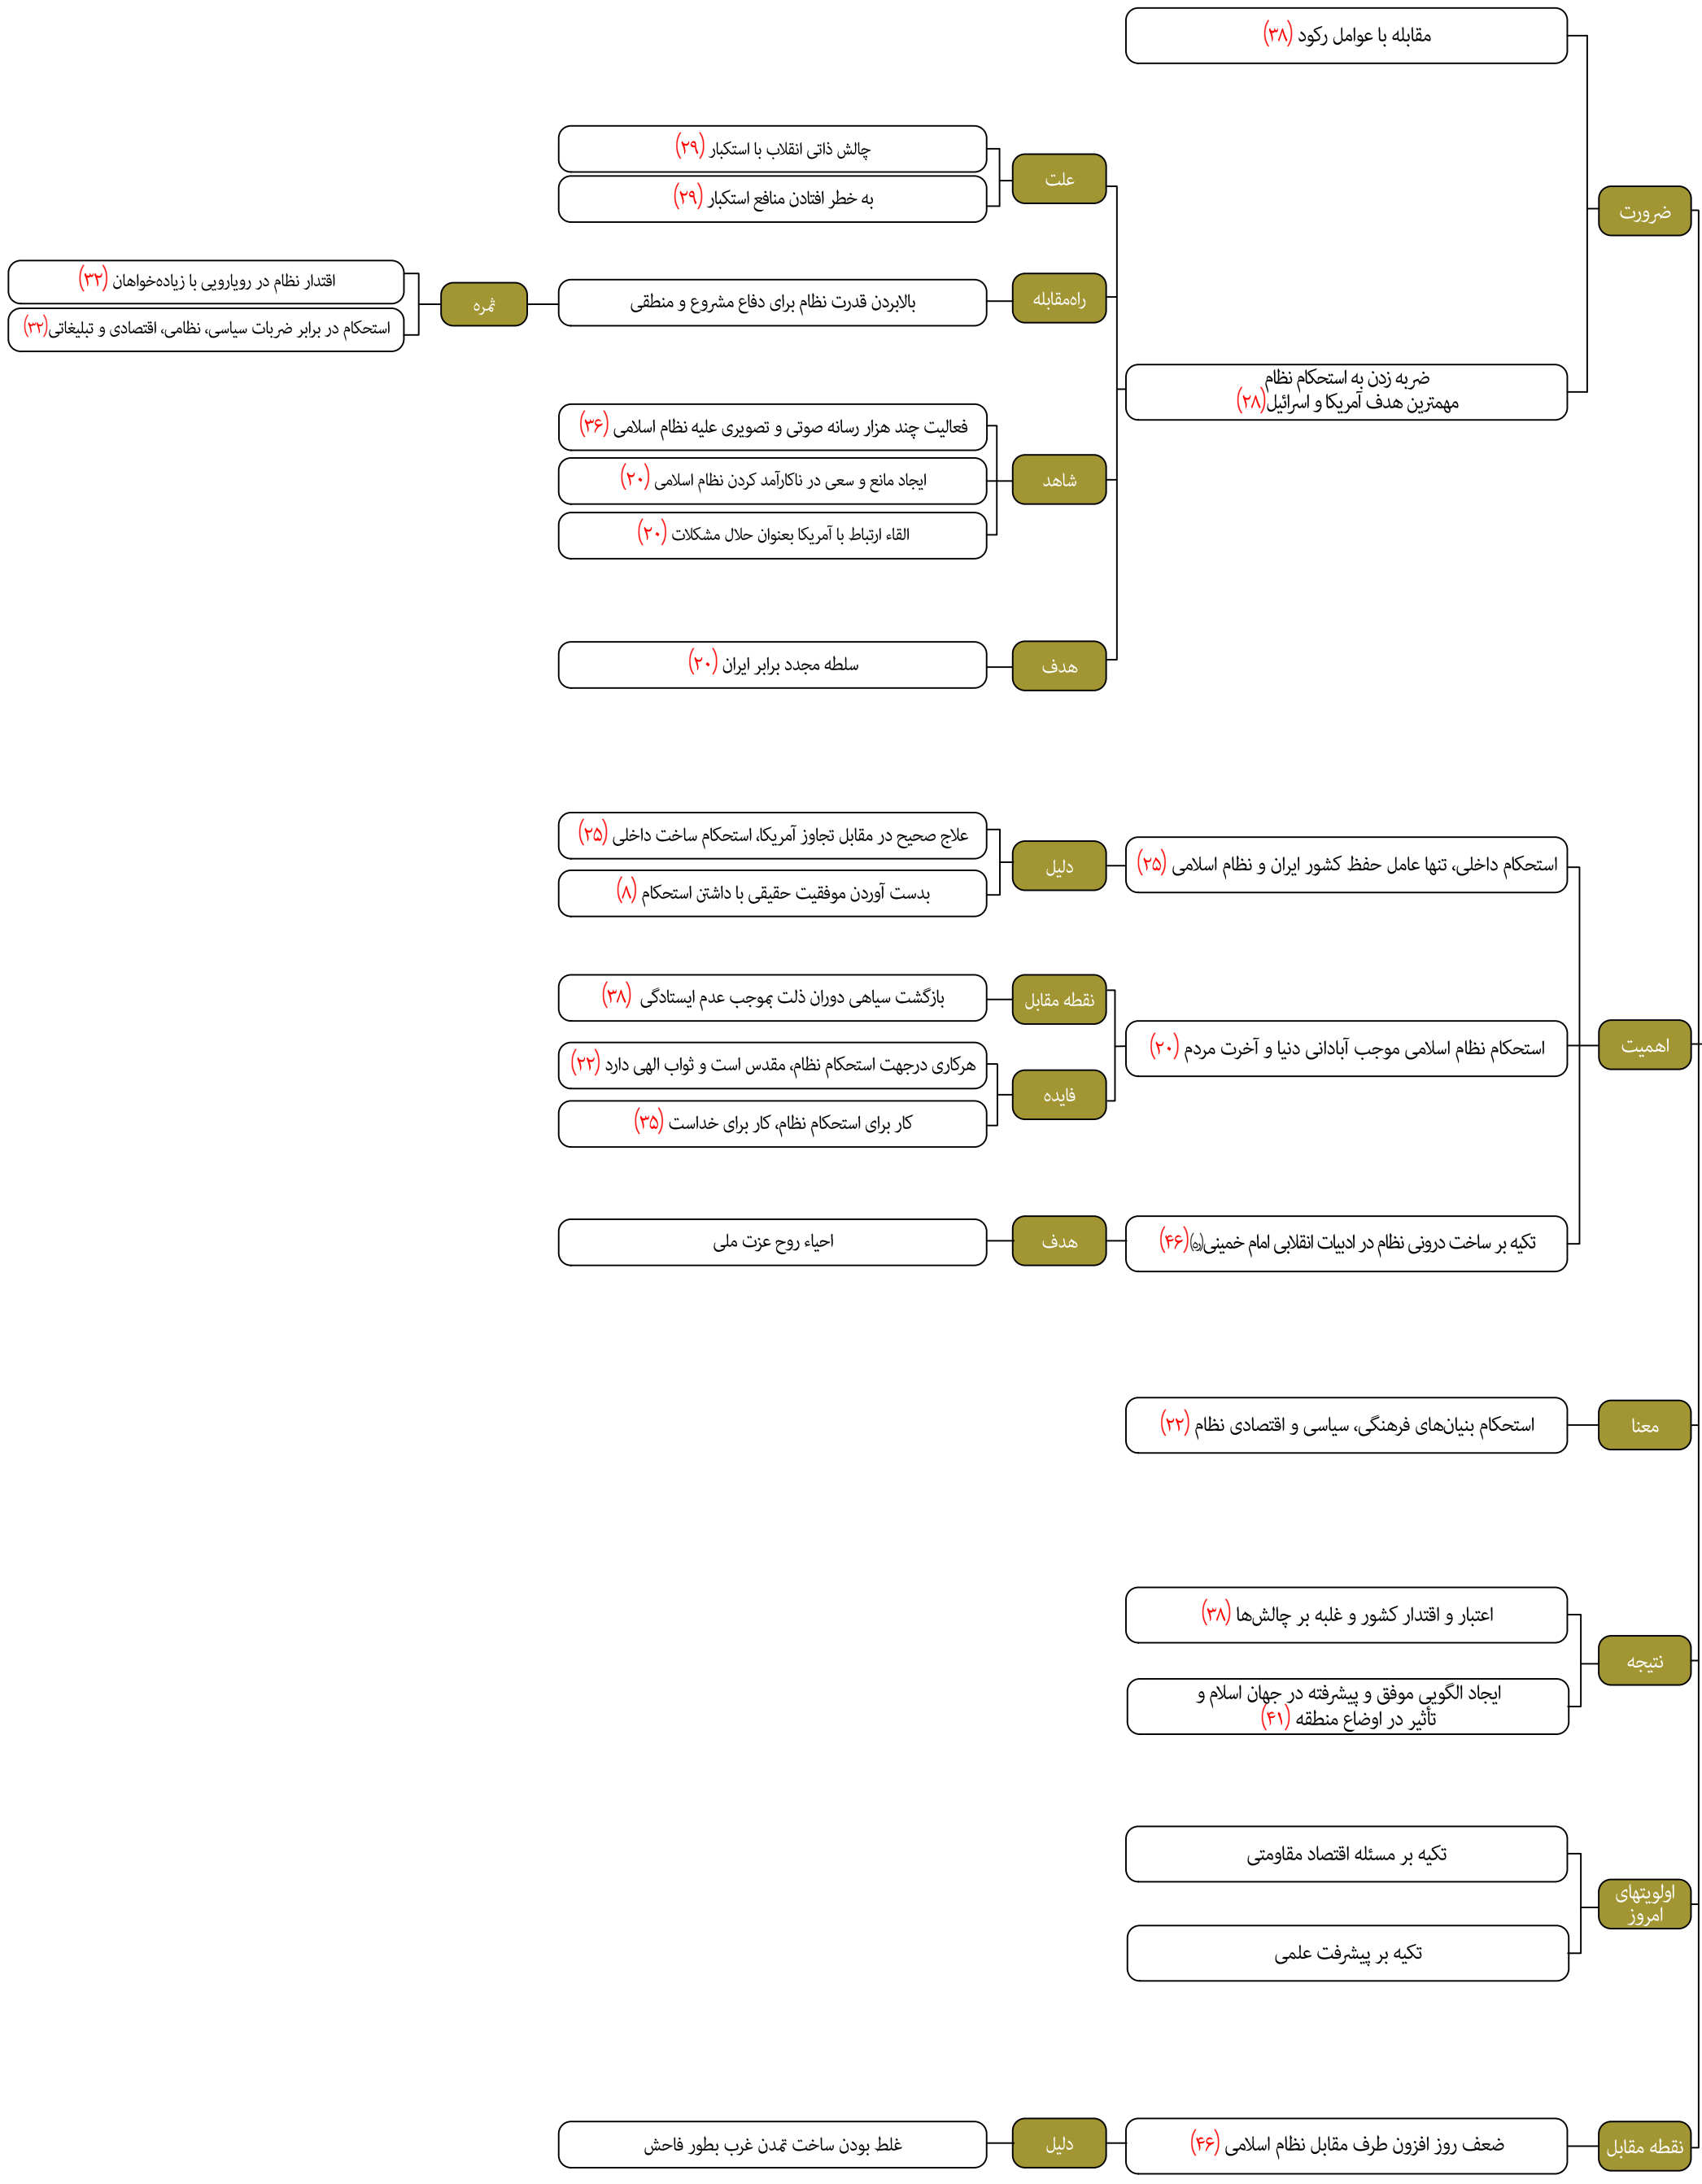 ضرورت
مقابله با عوامل رکود (۳۸)
ضربه زدن به استحکام نظام
مهمترین هدف آمریکا و اسرائیل(۲۸)
علت
چالش ذاتی انقلاب با استکبار (۲۹)
به خطر افتادن منافع استکبار (۲۹)
راه‌مقابله
بالابردن قدرت نظام برای دفاع مشروع و منطقی
ثمره
اقتدار نظام در رویارویی با زیاده‌خواهان (۳۲)
استحکام در برابر ضربات سیاسی، نظامی، اقتصادی و تبلیغاتی(۳۲)
شاهد
فعالیت چند هزار رسانه صوتی و تصویری علیه نظام اسلامی (۳۶)
ایجاد مانع و سعی در ناکارآمد کردن نظام اسلامی (۲۰)
القاء ارتباط با آمریکا بعنوان حلال مشکلات (۲۰)
هدف
سلطه مجدد برابر ایران (۲۰)
اهمیت
استحکام داخلی، تنها عامل حفظ کشور ایران و نظام اسلامی (۲۵)
دلیل
علاج صحیح در مقابل تجاوز آمریکا، استحکام ساخت داخلی (۲۵)
بدست آوردن موفقیت حقیقی با داشتن استحکام (۸)
استحکام نظام اسلامی موجب آبادانی دنیا و آخرت مردم (۲۰)
نقطه مقابل
بازگشت سیاهی دوران ذلت بموجب عدم ایستادگی (۳۸)
فایده
هرکاری درجهت استحکام نظام، مقدس است و ثواب الهی دارد (۲۲)
کار برای استحکام نظام، کار برای خداست (۳۵)
تکیه بر ساخت درونی نظام در ادبیات انقلابی امام خمینی(ره)(۴۶)
هدف
احیاء روح عزت ملی
معنا
استحکام بنیان‌های فرهنگی، سیاسی و اقتصادی نظام (۲۲)
نتیجه
اعتبار و اقتدار کشور و غلبه بر چالش‌ها (۳۸)
ایجاد الگویی موفق و پیشرفته در جهان اسلام و
تأثیر در اوضاع منطقه (۴۱)
اولویتهای
امروز
تکیه بر مسئله اقتصاد مقاومتی
تکیه بر پیشرفت علمی
نقطه مقابل
ضعف روز افزون طرف مقابل نظام اسلامی (۴۶)
دلیل
غلط بودن ساخت تمدن غرب بطور فاحش